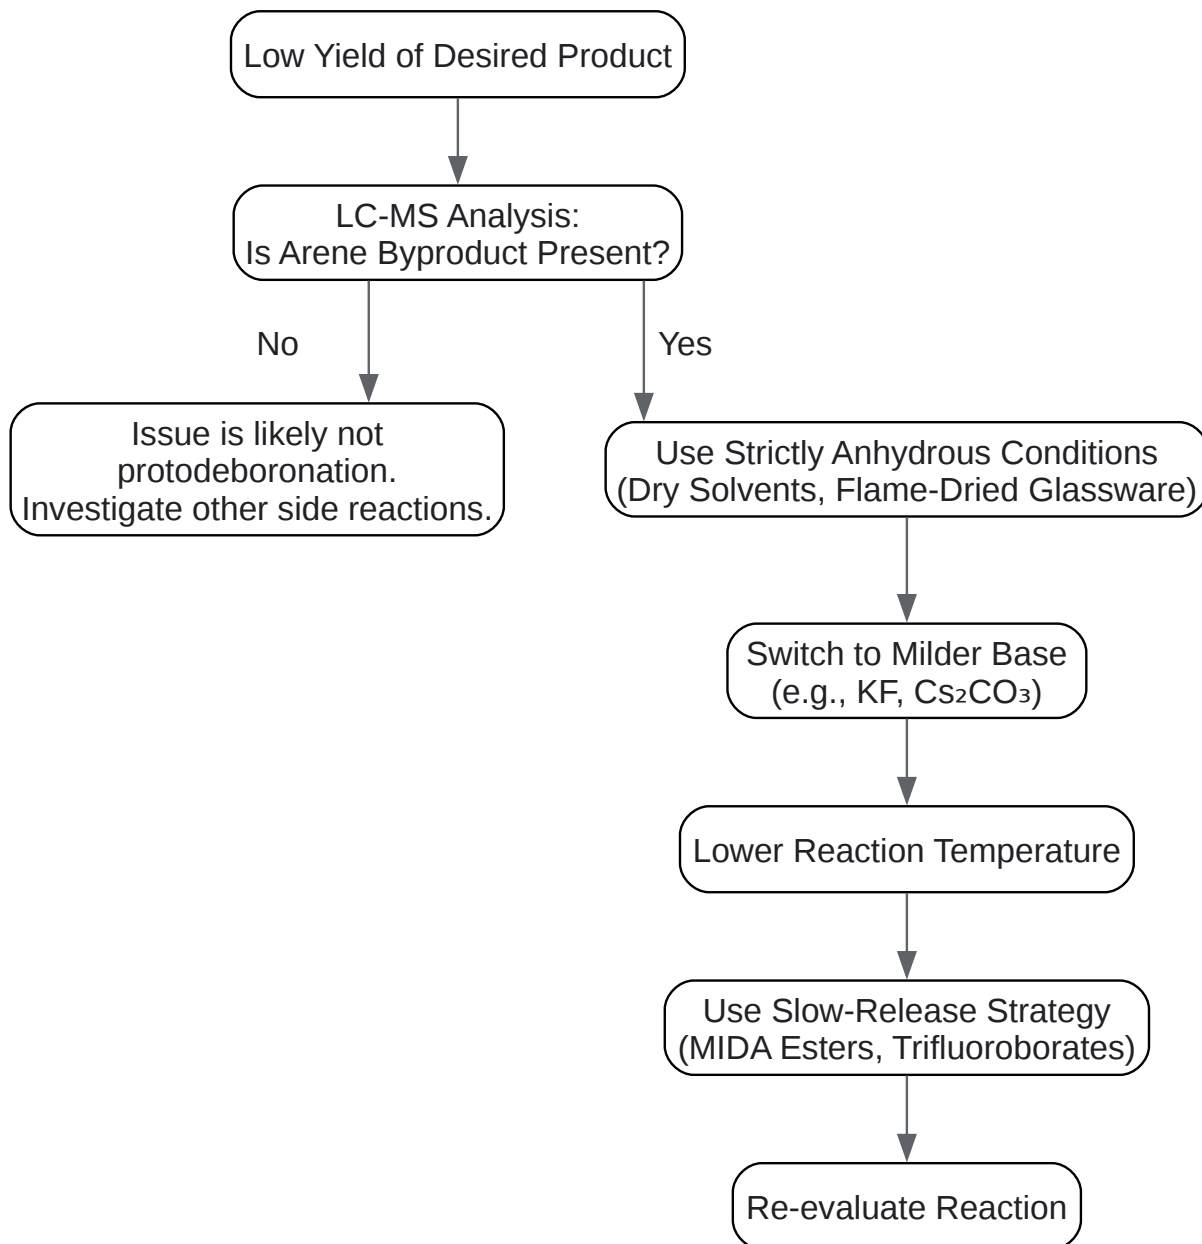 Low Yield of Desired Product
LC-MS Analysis:
Is Arene Byproduct Present?
No
Yes
Issue is likely not
protodeboronation.
Investigate other side reactions.
Use Strictly Anhydrous Conditions
(Dry Solvents, Flame-Dried Glassware)
Switch to Milder Base
(e.g., KF, Cs₂CO₃)
Lower Reaction Temperature
Use Slow-Release Strategy
(MIDA Esters, Trifluoroborates)
Re-evaluate Reaction